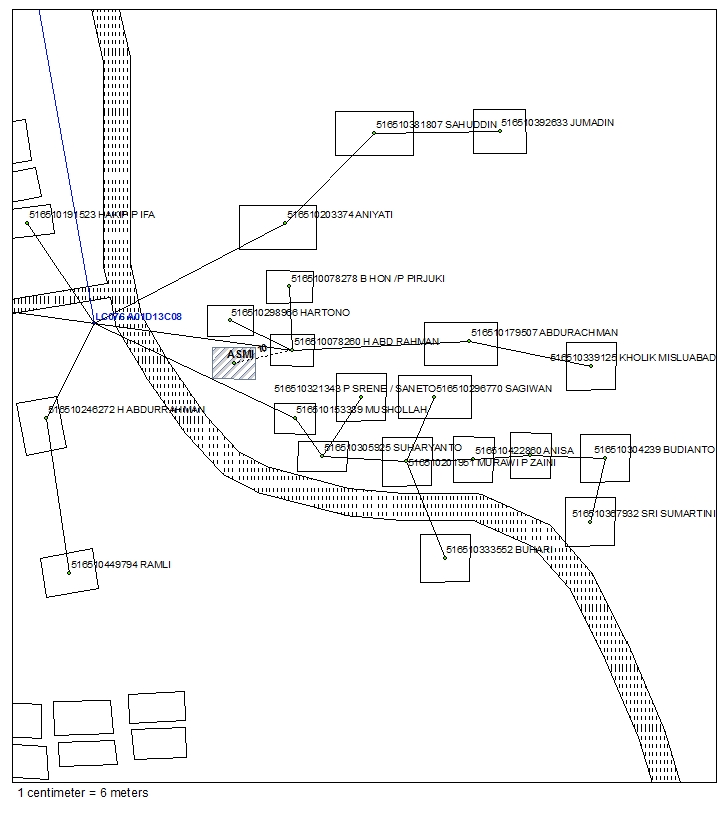 516510381807 SAHUDDIN
516510392633 JUMADIN
516510191523 HAKIP P IFA
516510203374 ANIYATI
516510078278 B HON /P PIRJUKI
LC076 A01D13C08
516510298966 HARTONO
516510179507 ABDURACHMAN
516510078260 H ABD RAHMAN
10
ASMI
516510339125 KHOLIK MISLUABAD
516510321343 P SRENE / SANETO
516510296770 SAGIWAN
516510246272 H ABDURRAHMAN
516510153339 MUSHOLLAH
516510305925 SUHARYANTO
516510422860 ANISA
516510304239 BUDIANTO
516510201951 MURAWI P ZAINI
516510367932 SRI SUMARTINI
516510333552 BUHARI
516510449794 RAMLI
1 centimeter = 6 meters